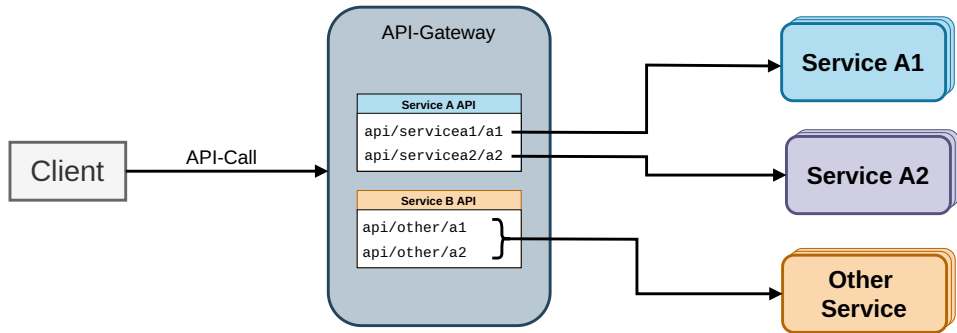 API-Gateway
Service A API
api/servicea1/a1
api/servicea2/a2
Service B API
api/other/a1
api/other/a2
Client
API-Call
Service A1
Service A2
Other
Service